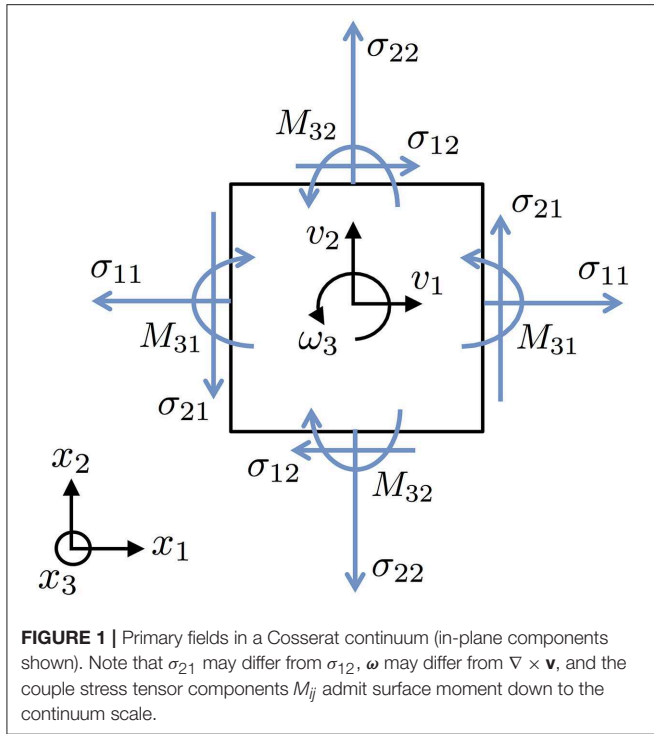 σ₂₂
M₃₂
σ₁₂
σ₂₁
v₂
σ₁₁
v₁
σ₁₁
M₃₁
ω₃
M₃₁
σ₂₁
σ₁₂
M₃₂
x₂
x₁
σ₂₂
x₃
FIGURE 1 | Primary fields in a Cosserat continuum (in-plane components
shown). Note that σ₂₁ may differ from σ₁₂, ω may differ from ∇ × v, and the
couple stress tensor components Mᵢⱼ admit surface moment down to the
continuum scale.